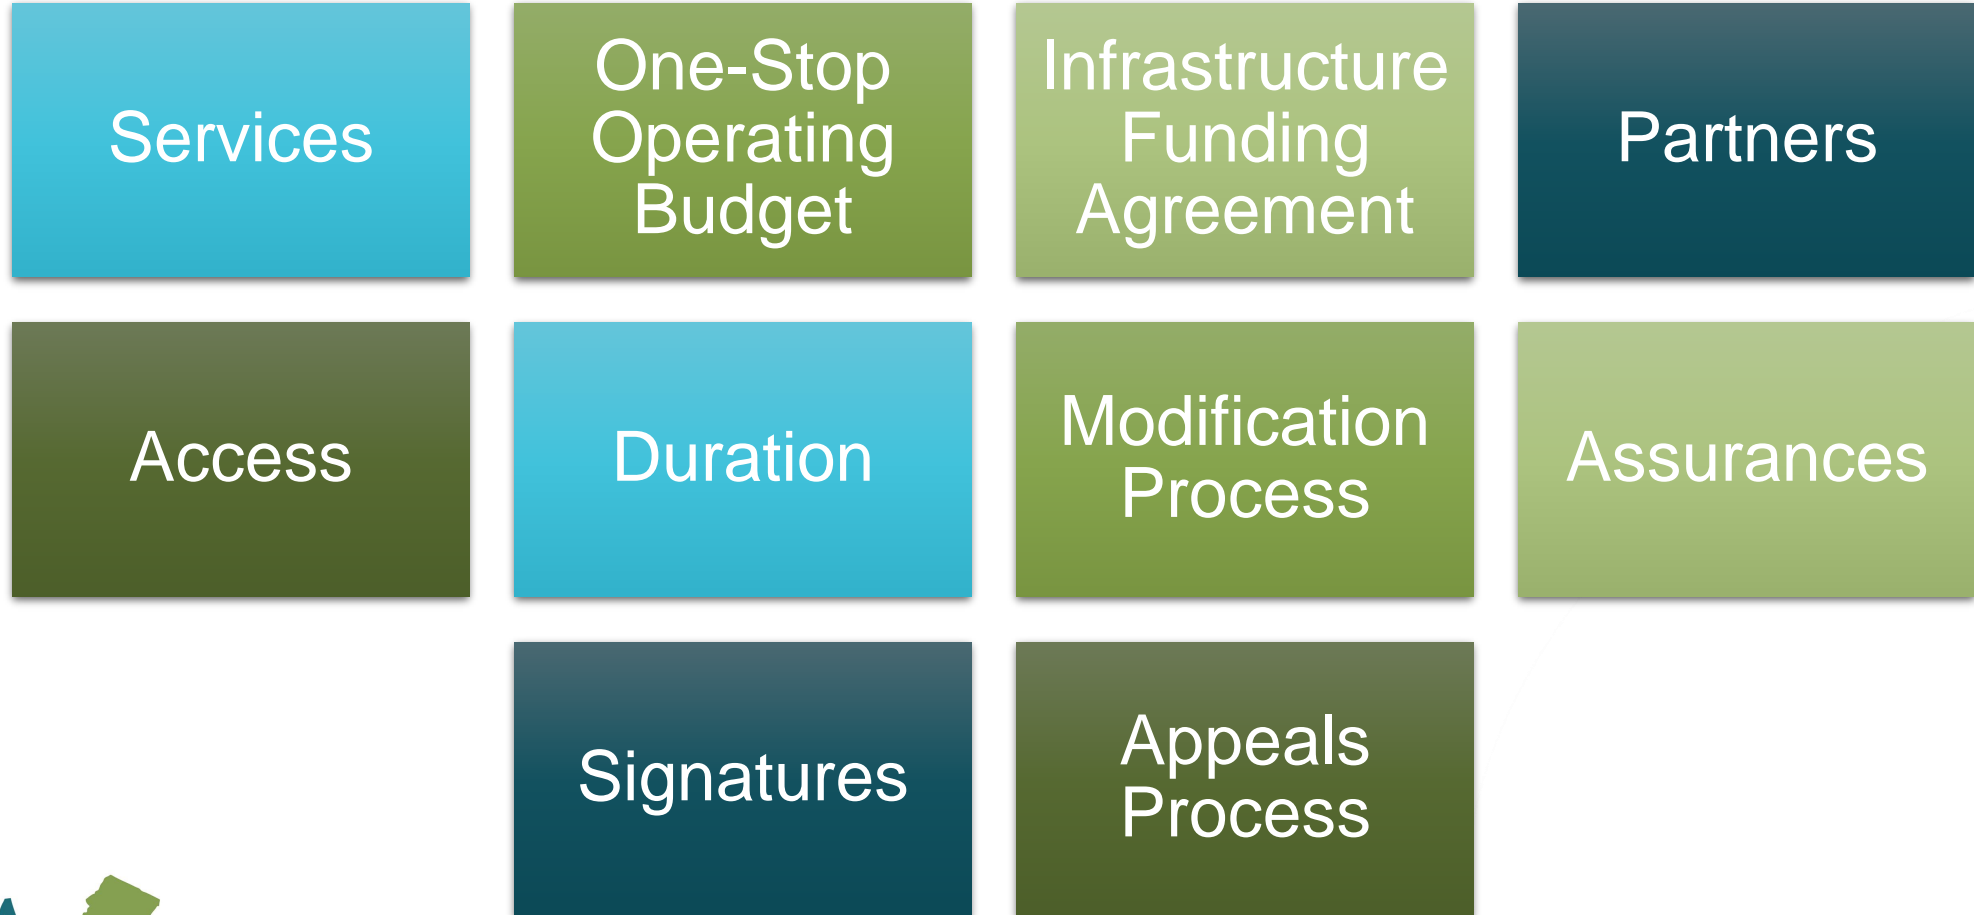 Services
One-Stop
Operating
Budget
Infrastructure
Funding
Agreement
Partners
Access
Duration
Modification
Process
Assurances
Signatures
Appeals
Process